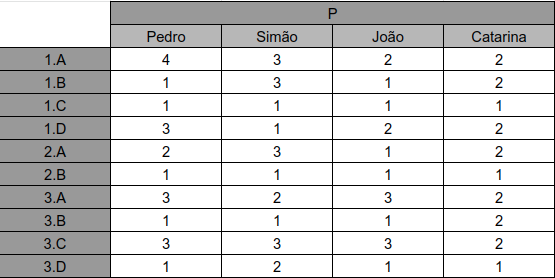 P
Pedro Simão João Catarina
1.A 4 3 2 2
1.B 1 3 1 2
1.C 1 1 1 1
1.D 3 1 2 2
2.A 2 3 1 2
2.B 1 1 1 1
3.A 3 2 3 2
3.B 1 1 1 2
3.C 3 3 3 2
3.D 1 2 1 1